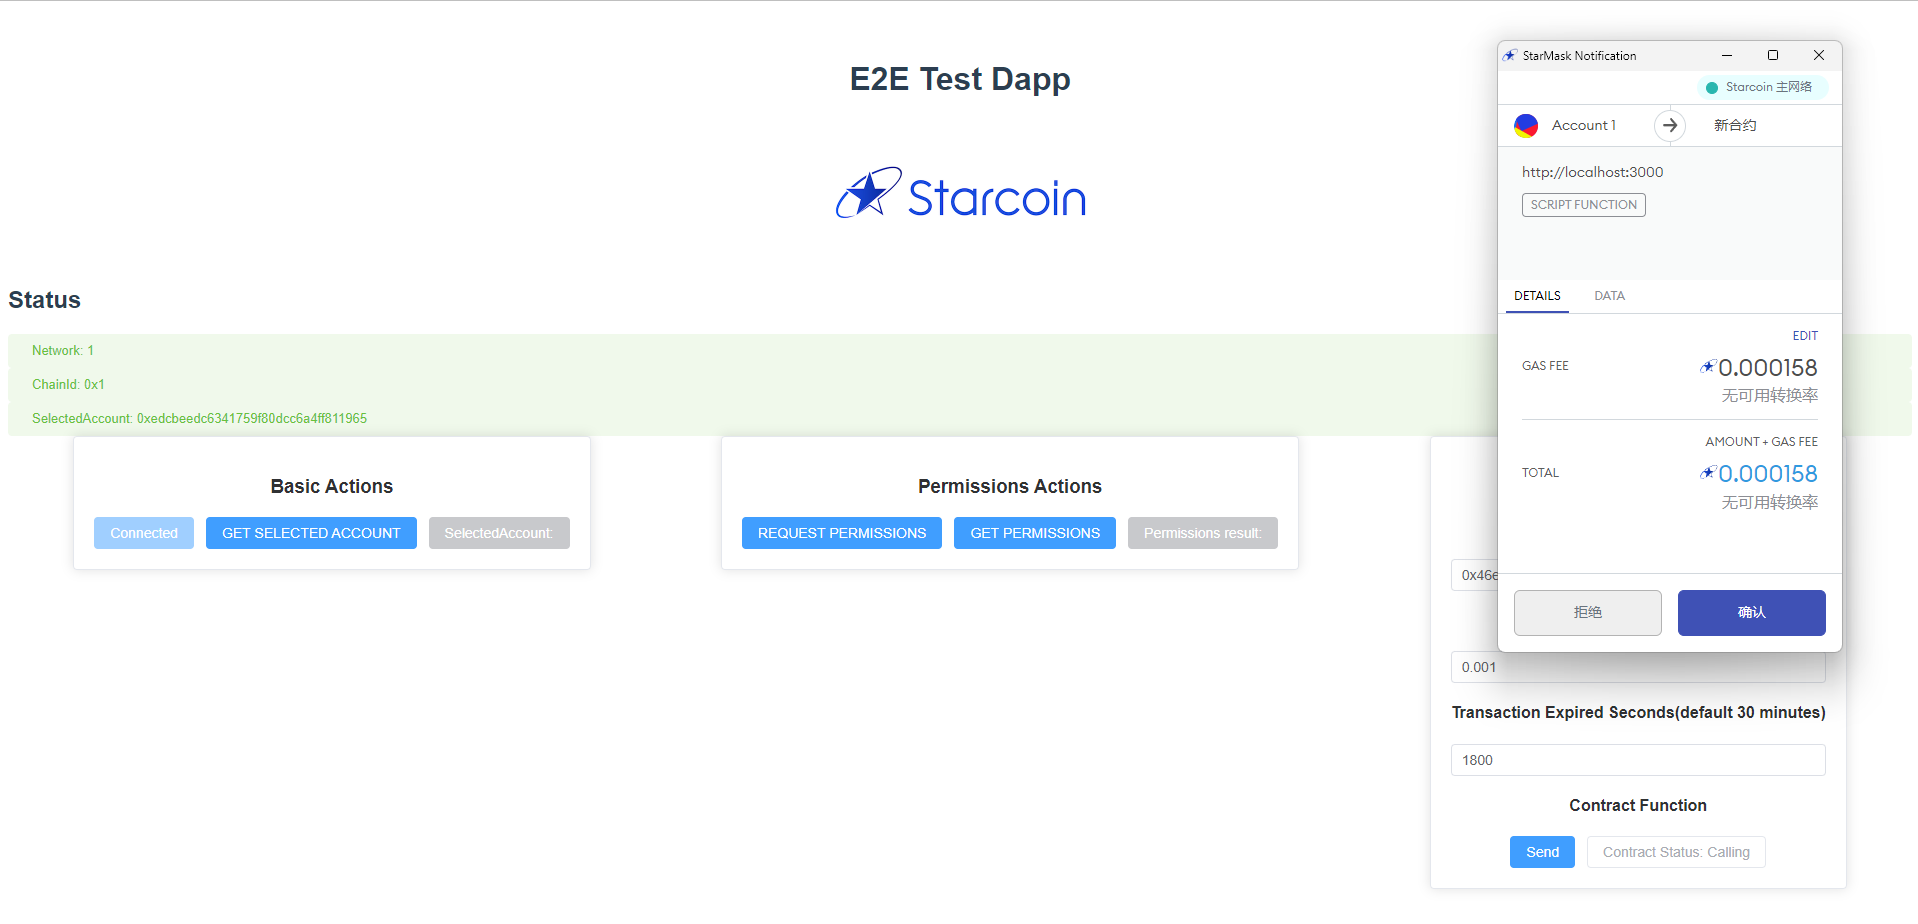 E2E Test Dapp
Starcoin
Status
Network: 1
ChainId: 0x1
SelectedAccount: 0xedcbeedc6341759f80dcc6a4ff811965
Basic Actions
Connected
GET SELECTED ACCOUNT
SelectedAccount:
Permissions Actions
REQUEST PERMISSIONS
GET PERMISSIONS
Permissions result:
0x46e
0.001
Transaction Expired Seconds(default 30 minutes)
1800
Contract Function
Send
Contract Status: Calling
StarMask Notification
Starcoin 主网络
Account 1
新合约
http://localhost:3000
SCRIPT FUNCTION
DETAILS
DATA
EDIT
GAS FEE
0.000158
无可用转换率
AMOUNT + GAS FEE
TOTAL
0.000158
无可用转换率
拒绝
确认